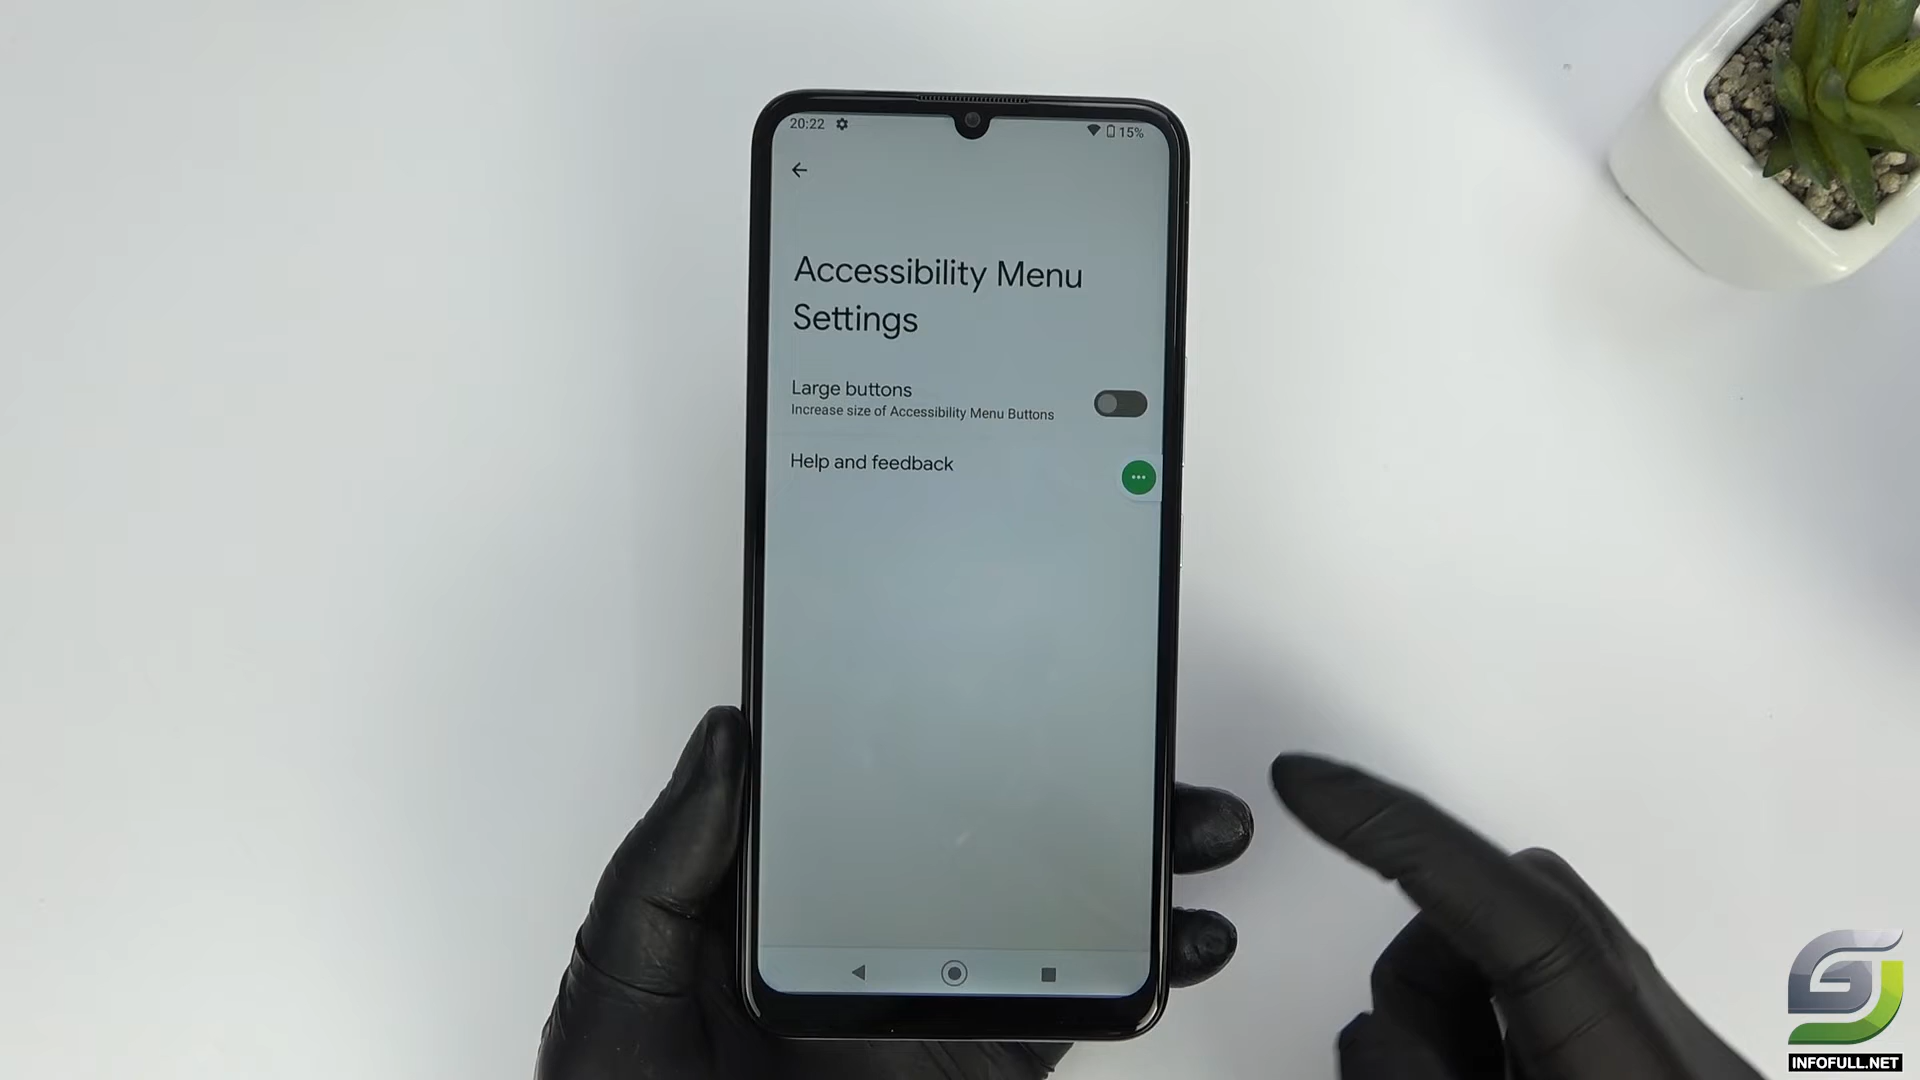 20:22
15%
Accessibility Menu
Settings
Large buttons
Increase size of Accessibility Menu Buttons
Help and feedback
INFOFULL.NET